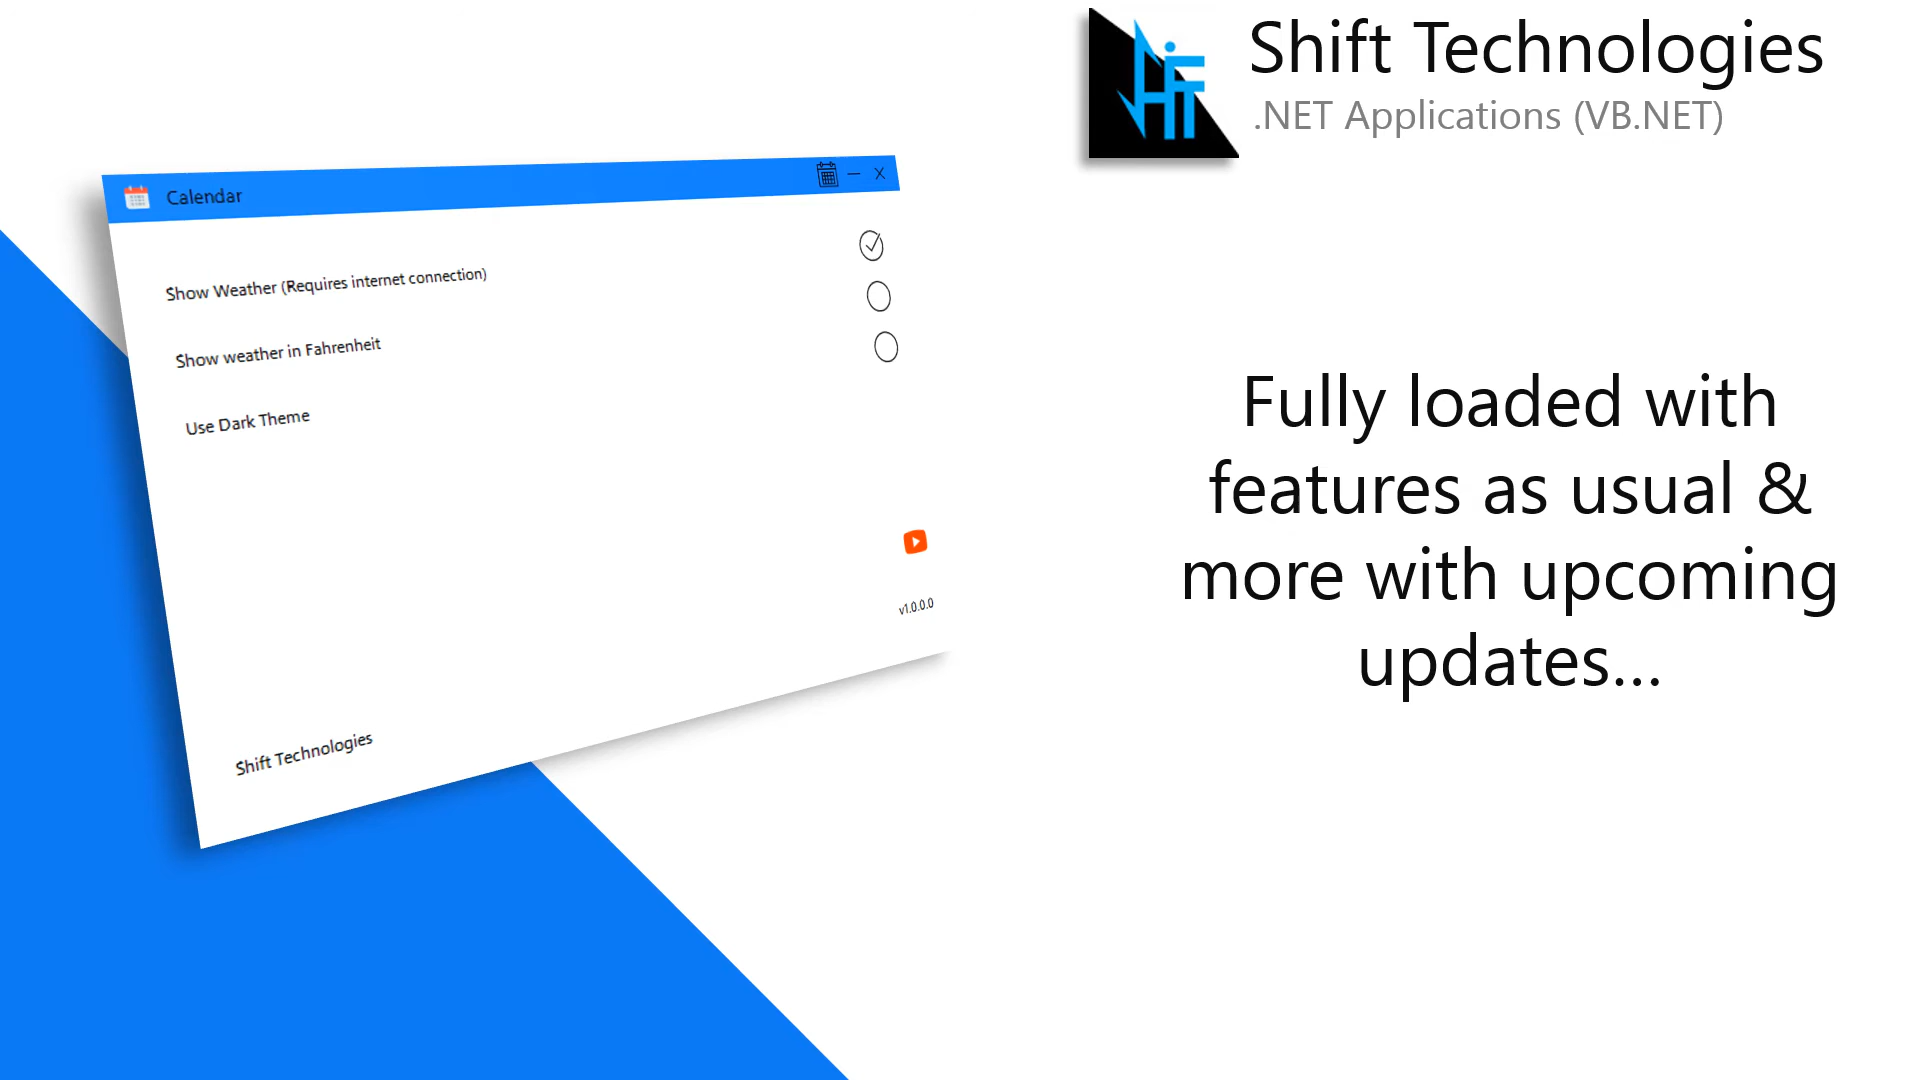 Shift Technologies
.NET Applications (VB.NET)
Calendar
Show Weather (Requires internet connection)
Show weather in Fahrenheit
Use Dark Theme
v1.0.0.0
Shift Technologies
Fully loaded with
features as usual &
more with upcoming
updates...